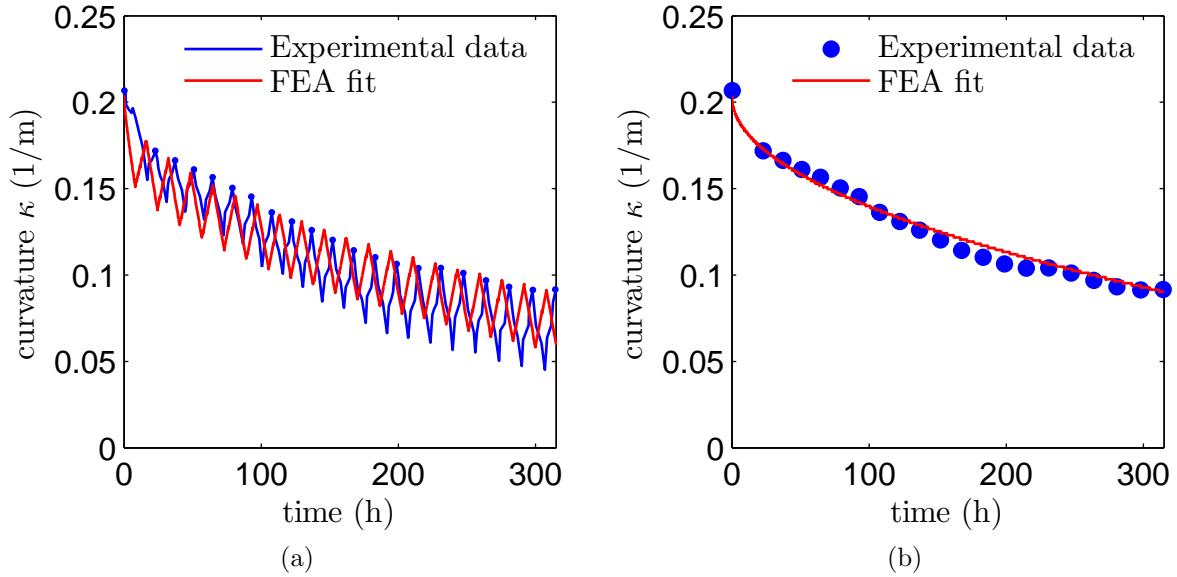 0.25
0.2
0.15
0.1
0.05
0
0
100
200
300
curvature κ (1/m)
time (h)
Experimental data
FEA fit
(a)
0.25
0.2
0.15
0.1
0.05
0
0
100
200
300
curvature κ (1/m)
time (h)
Experimental data
FEA fit
(b)